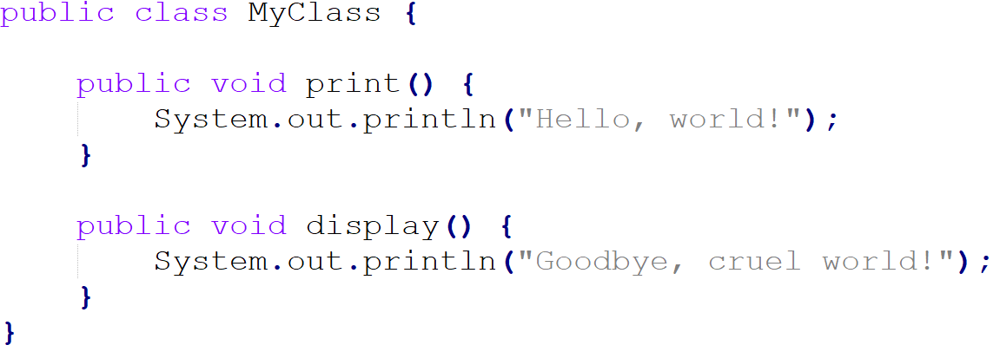 public class MyClass {
public void print() {
System.out.println("Hello, world!");
}
public void display() {
System.out.println("Goodbye, cruel world!");
}
}